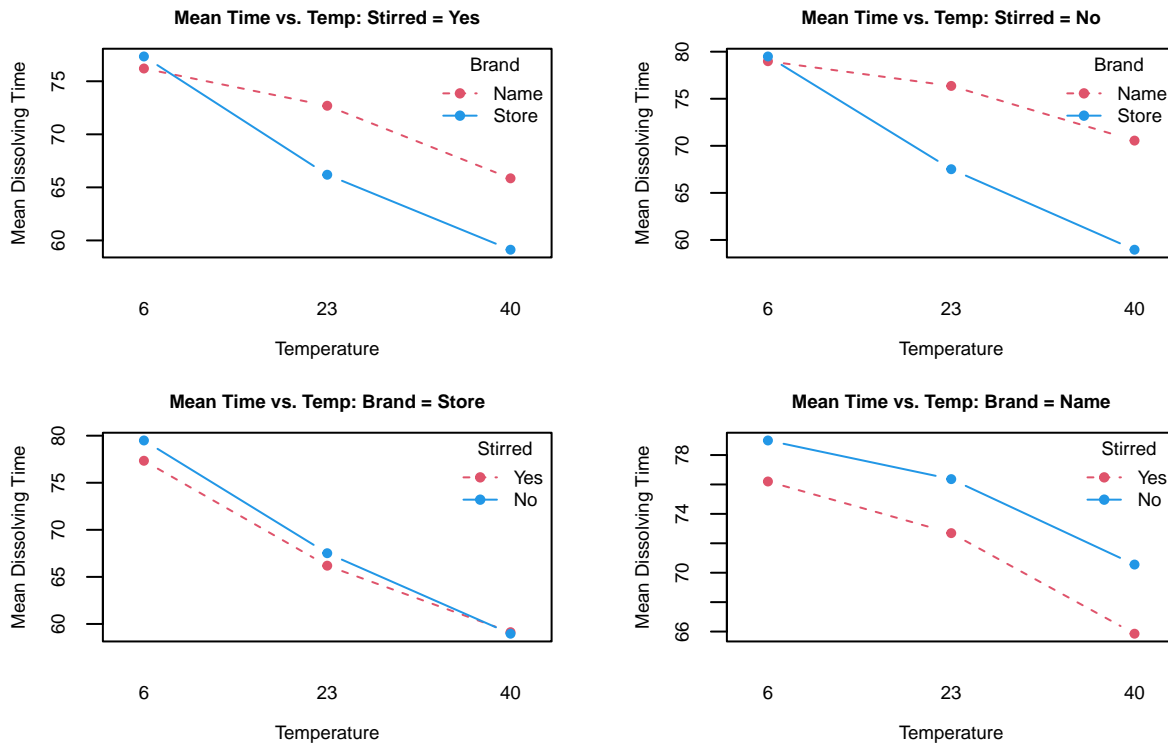 Mean Time vs. Temp: Stirred = Yes
Mean Dissolving Time
75
70
65
60
Brand
Name
Store
6 23 40
Temperature
Mean Time vs. Temp: Stirred = No
Mean Dissolving Time
80
75
70
65
60
Brand
Name
Store
6 23 40
Temperature
Mean Time vs. Temp: Brand = Store
Mean Dissolving Time
80
75
70
65
60
Stirred
Yes
No
6 23 40
Temperature
Mean Time vs. Temp: Brand = Name
Mean Dissolving Time
78
74
70
66
Stirred
Yes
No
6 23 40
Temperature